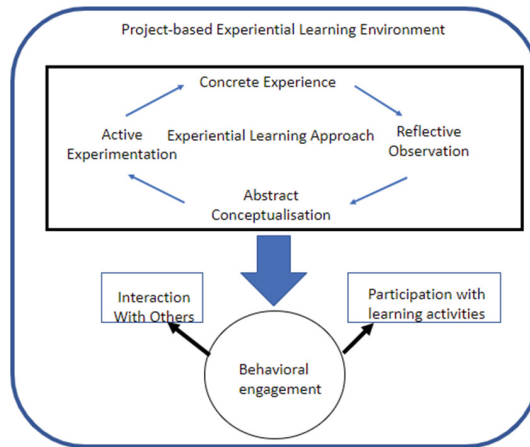 Project-based Experiential Learning Environment
Concrete Experience
Active
Experimentation
Experiential Learning Approach
Reflective
Observation
Abstract
Conceptualisation
Interaction
With Others
Participation with
learning activities
Behavioral
engagement